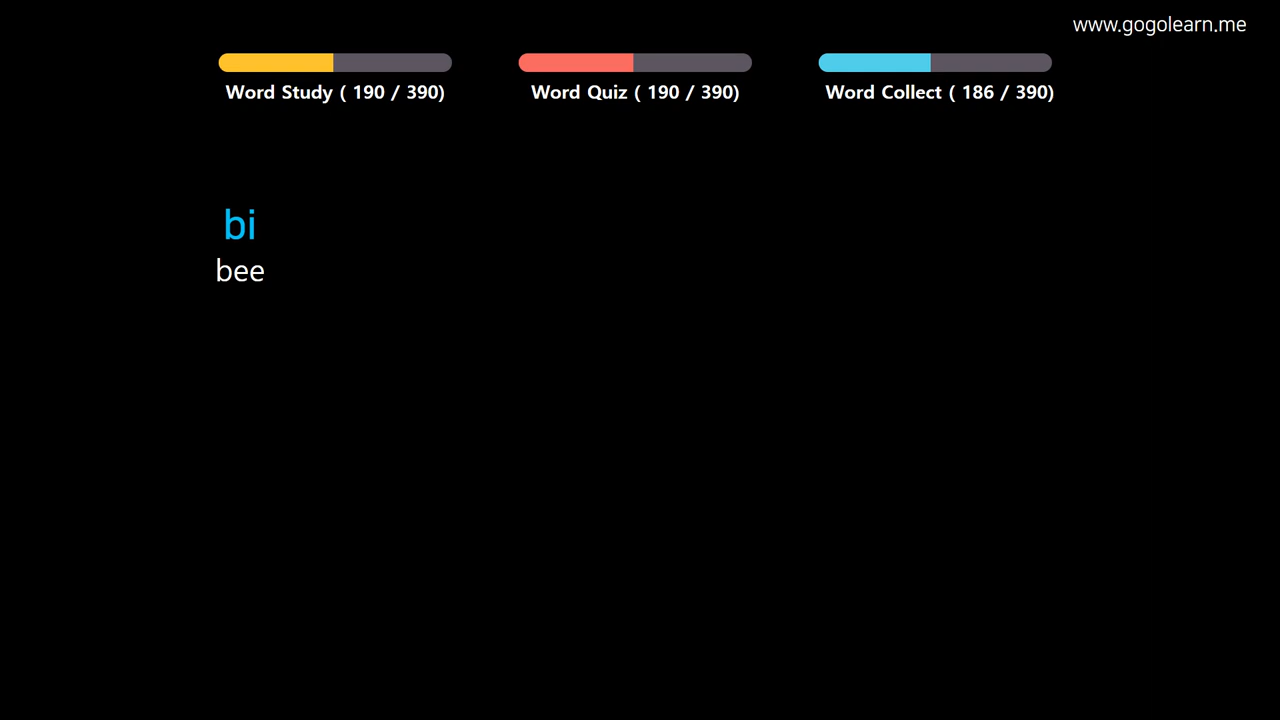 www.gogolearn.me
Word Study ( 190 / 390)
Word Quiz ( 190 / 390)
Word Collect ( 186 / 390)
bi
bee